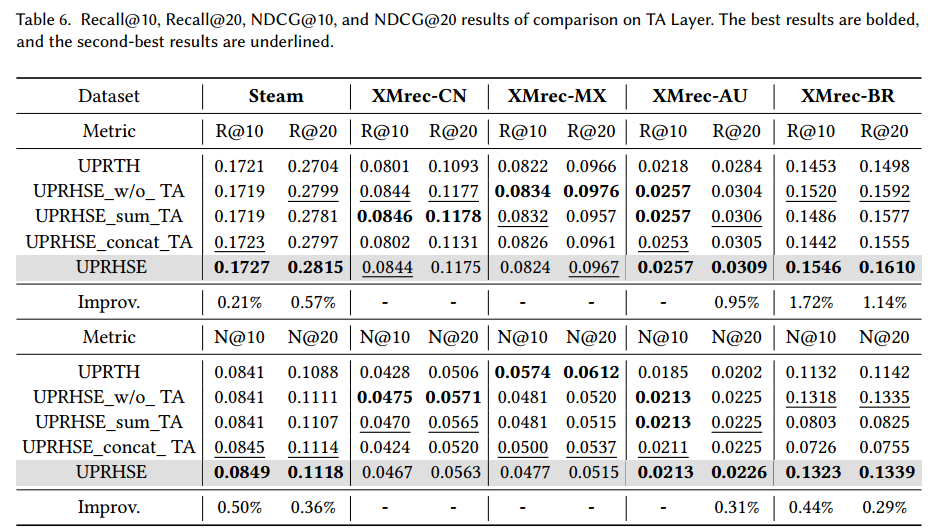 Table 6. Recall@10, Recall@20, NDCG@10, and NDCG@20 results of comparison on TA Layer. The best results are bolded,
and the second-best results are underlined.
Dataset Steam XMrec-CN XMrec-MX XMrec-AU XMrec-BR
Metric R@10 R@20 R@10 R@20 R@10 R@20 R@10 R@20 R@10 R@20
UPRTH 0.1721 0.2704 0.0801 0.1093 0.0822 0.0966 0.0218 0.0284 0.1453 0.1498
UPRHSE_w/o_ TA 0.1719 0.2799 0.0844 0.1177 0.0834 0.0976 0.0257 0.0304 0.1520 0.1592
UPRHSE_sum_TA 0.1719 0.2781 0.0846 0.1178 0.0832 0.0957 0.0257 0.0306 0.1486 0.1577
UPRHSE_concat_TA 0.1723 0.2797 0.0802 0.1131 0.0826 0.0961 0.0253 0.0305 0.1442 0.1555
UPRHSE 0.1727 0.2815 0.0844 0.1175 0.0824 0.0967 0.0257 0.0309 0.1546 0.1610
Improv. 0.21% 0.57% - - - - - 0.95% 1.72% 1.14%
Metric N@10 N@20 N@10 N@20 N@10 N@20 N@10 N@20 N@10 N@20
UPRTH 0.0841 0.1088 0.0428 0.0506 0.0574 0.0612 0.0185 0.0202 0.1132 0.1142
UPRHSE_w/o_ TA 0.0841 0.1111 0.0475 0.0571 0.0481 0.0520 0.0213 0.0225 0.1318 0.1335
UPRHSE_sum_TA 0.0841 0.1107 0.0470 0.0565 0.0481 0.0515 0.0213 0.0225 0.0803 0.0825
UPRHSE_concat_ TA 0.0845 0.1114 0.0424 0.0520 0.0500 0.0537 0.0211 0.0225 0.0726 0.0755
UPRHSE 0.0849 0.1118 0.0467 0.0563 0.0477 0.0515 0.0213 0.0226 0.1323 0.1339
Improv. 0.50% 0.36% - - - - - 0.31% 0.44% 0.29%